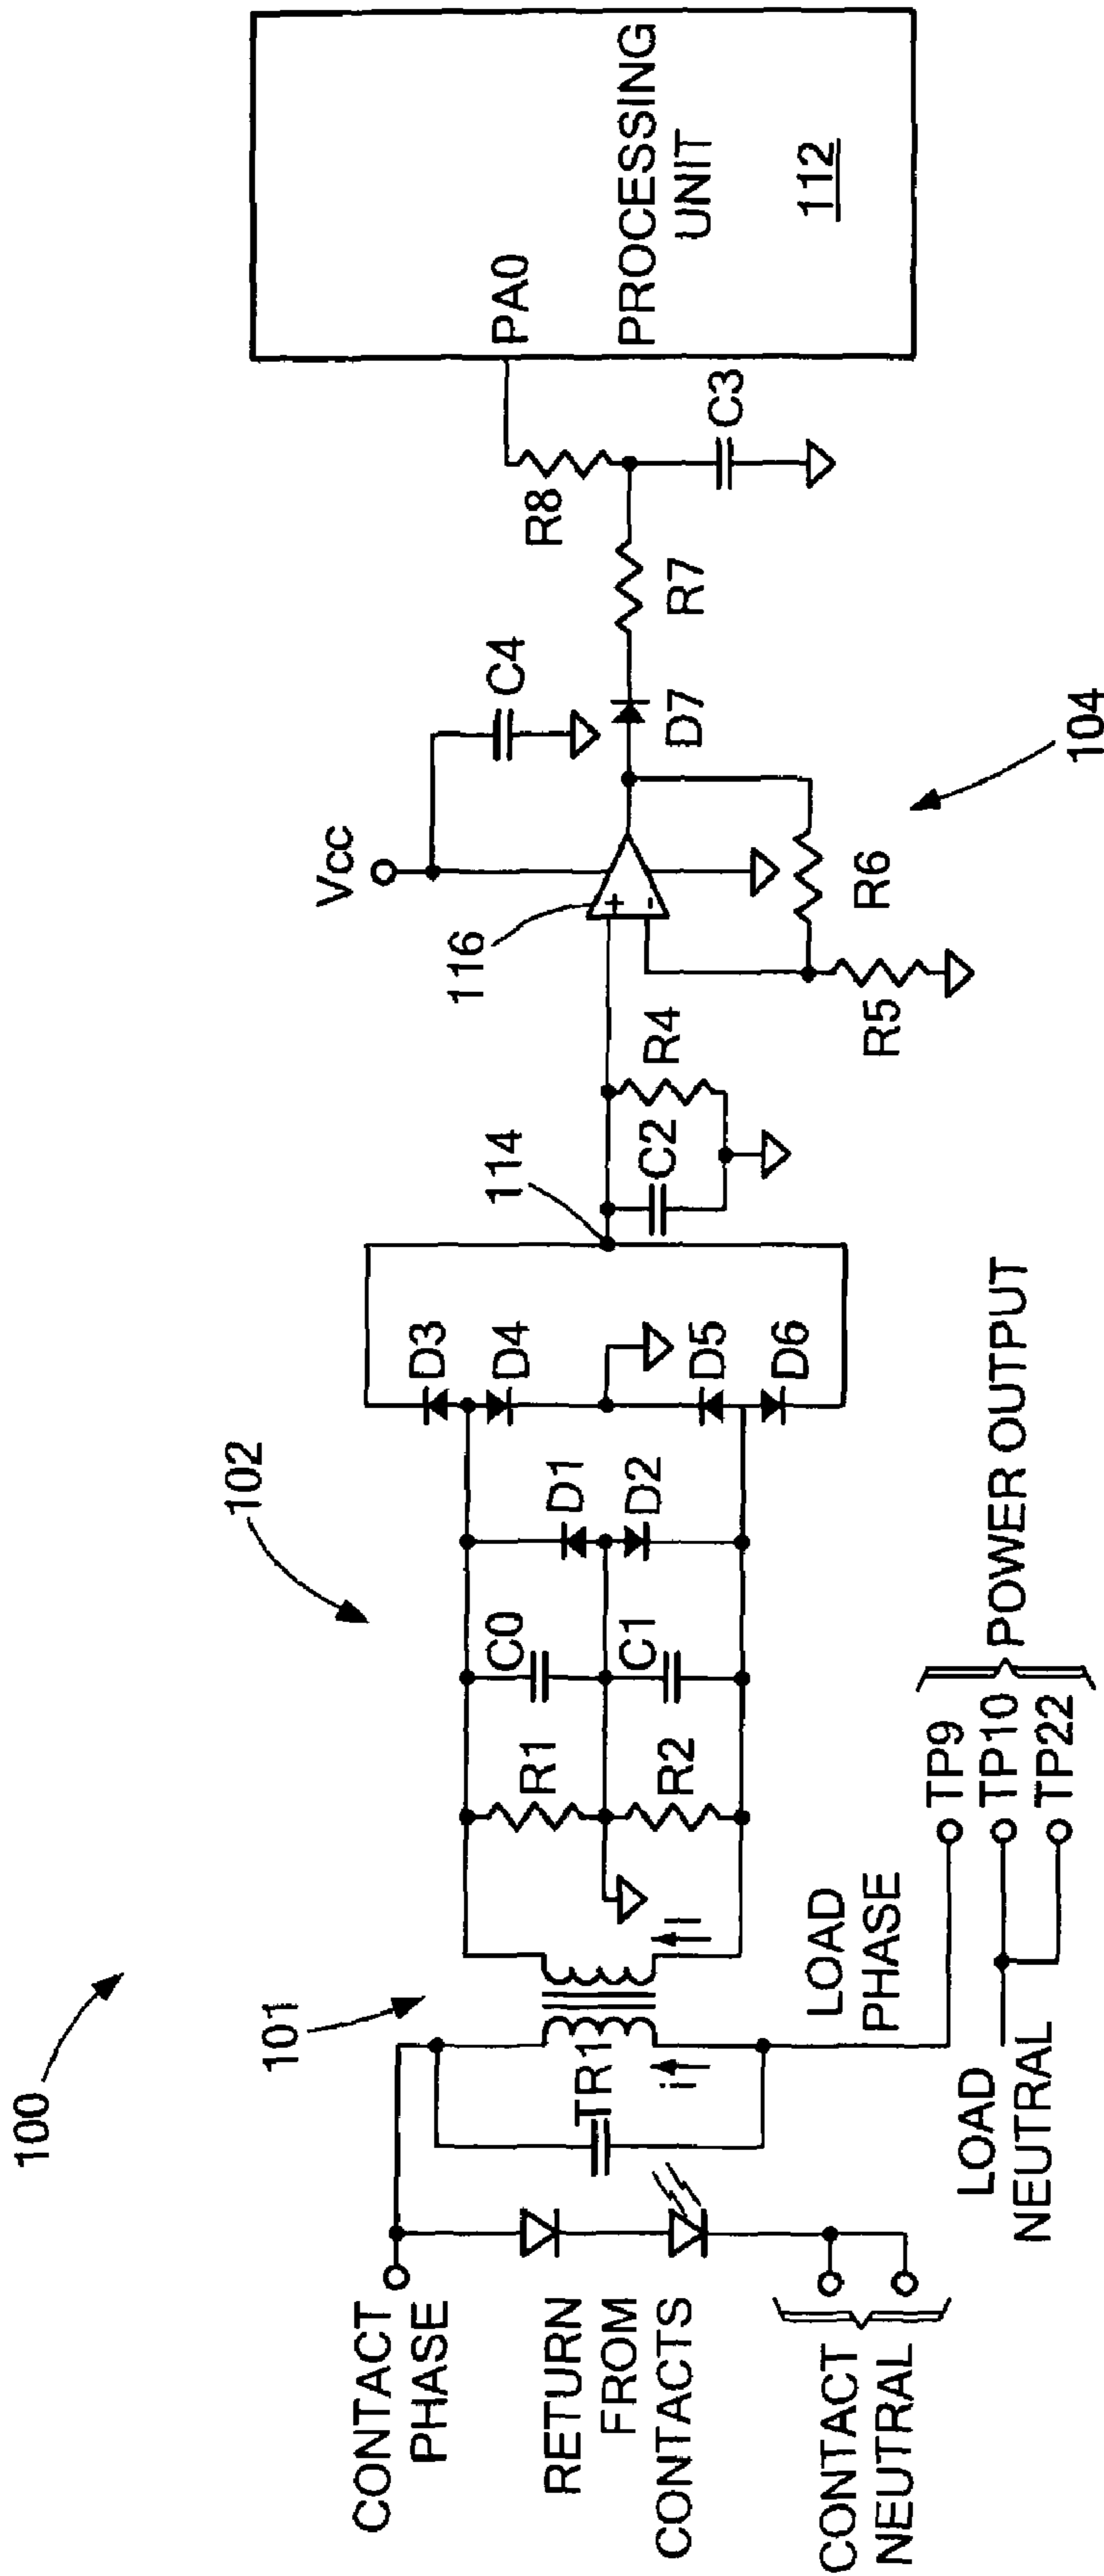 100
101
102
CONTACT
PHASE
RETURN
FROM
CONTACTS
CONTACT
NEUTRAL
TR1
i
I
LOAD
PHASE
LOAD
NEUTRAL
TP9
TP10
TP22
POWER OUTPUT
R1
R2
C0
C1
D1
D2
D3
D4
D5
D6
114
C2
R4
116
+
-
Vcc
C4
R5
R6
D7
R7
104
R8
C3
PA0
PROCESSING
UNIT
112